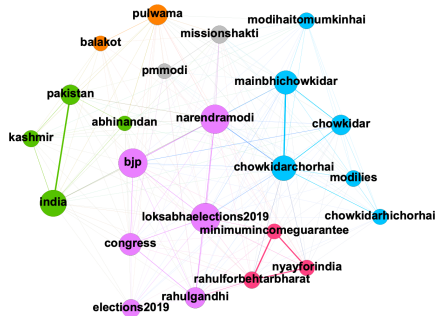 pulwama
modihaitomumkinhai
missionshakti
balakot
pmmodi
mainbhichowkidar
pakistan
narendramodi
abhinandan
chowkidar
kashmir
bjp
chowkidarchorhai
modilies
india
loksabhaelections2019
chowkidarhichorhai
minimumincomeguarantee
congress
nyayforindia
rahulforbehtarbharat
rahulgandhi
elections2019